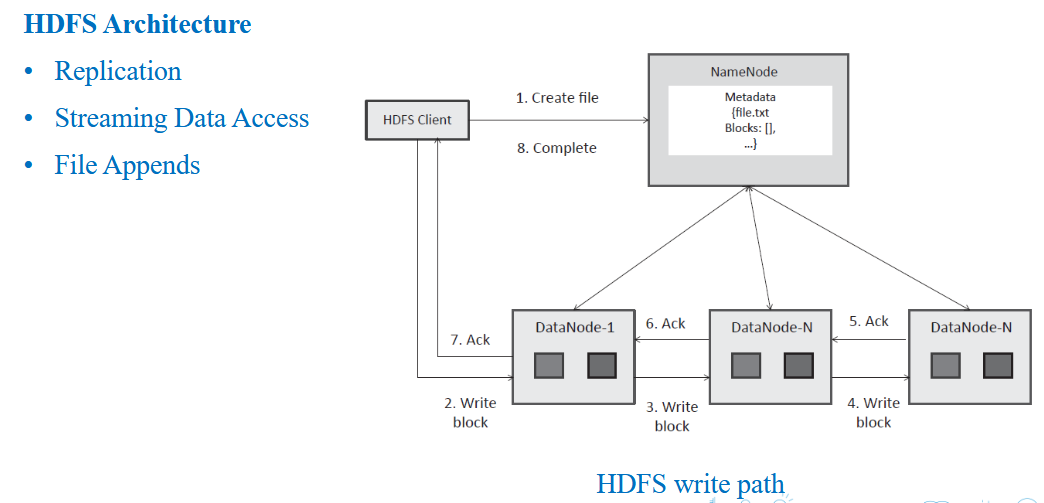 HDFS Architecture
• Replication
• Streaming Data Access
• File Appends
NameNode
Metadata
{file.txt
Blocks: [],
...}
HDFS Client
1. Create file
8. Complete
DataNode-1
DataNode-N
DataNode-N
7. Ack
6. Ack
5. Ack
2. Write
block
3. Write
block
4. Write
block
HDFS write path